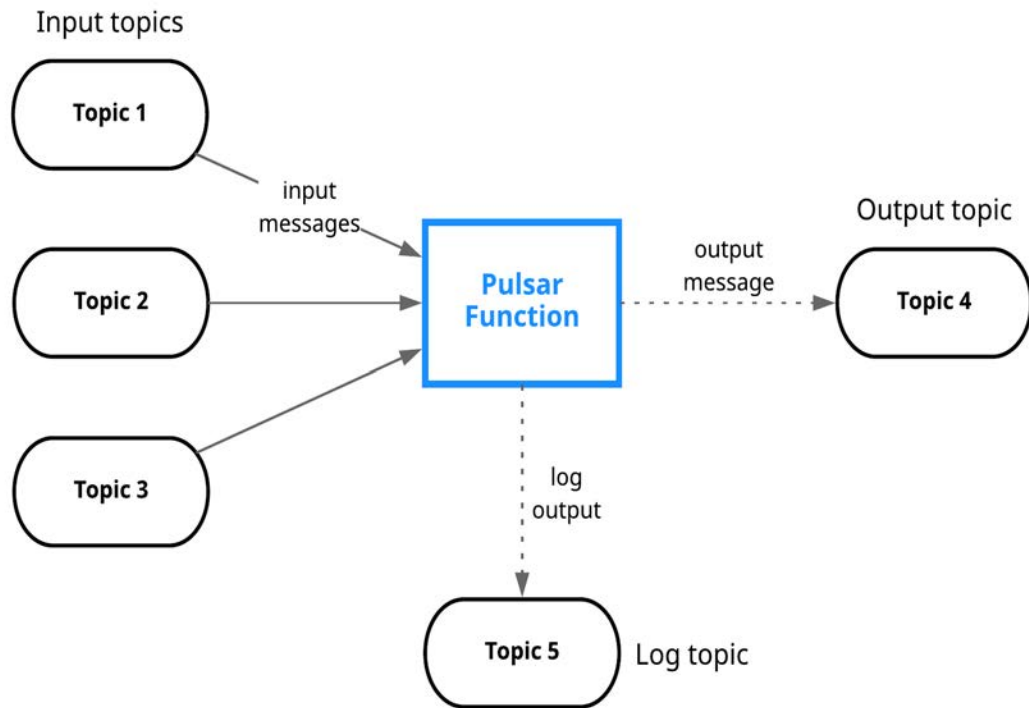 Input topics
Topic 1
input
messages
Topic 2
Topic 3
Pulsar
Function
output
message
Output topic
Topic 4
log
output
Topic 5
Log topic